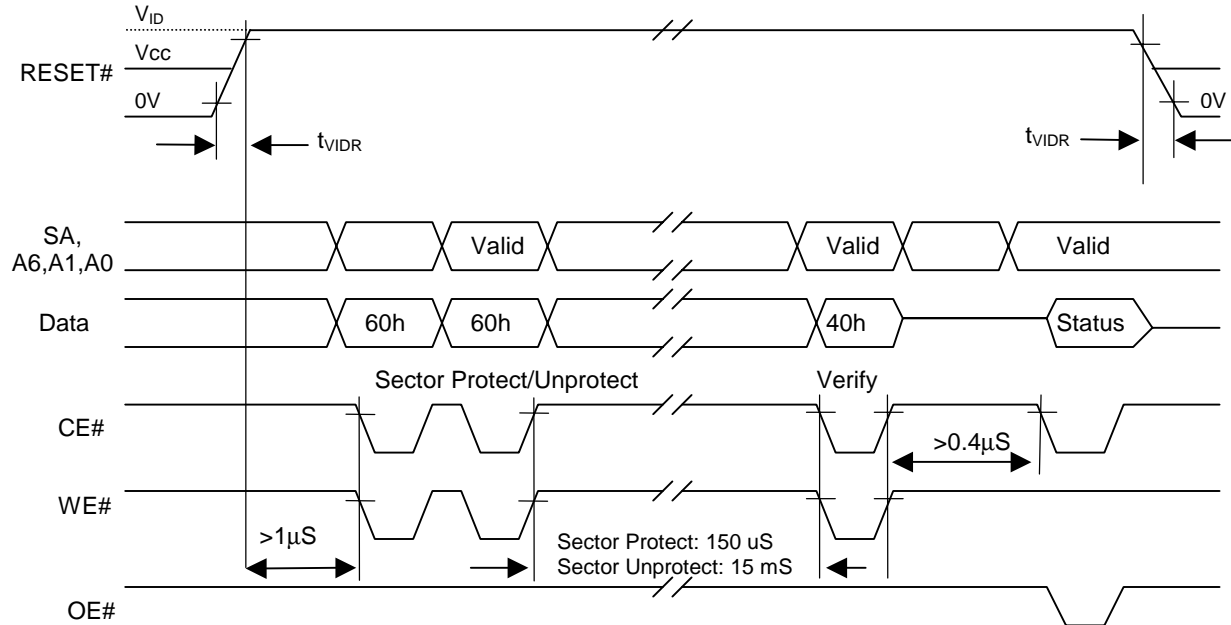 VID
Vcc
RESET#
0V
0V
tVIDR
tVIDR
SA,
A6,A1,A0
Valid
Valid
Valid
Data
60h
60h
40h
Status
Sector Protect/Unprotect
Verify
CE#
>0.4µS
WE#
>1µS
Sector Protect: 150 uS
Sector Unprotect: 15 mS
OE#